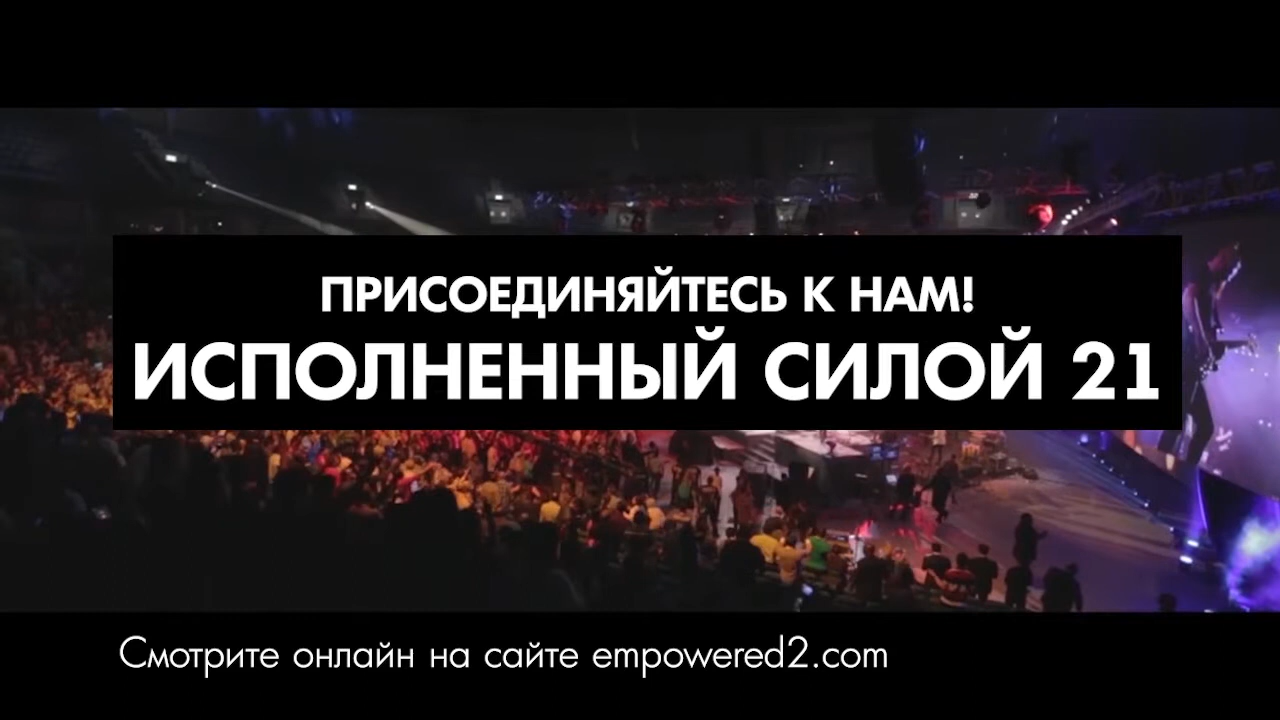 ПРИСОЕДИНЯЙТЕСЬ К НАМ!
ИСПОЛНЕННЫЙ СИЛОЙ 21
Смотрите онлайн на сайте empowered2.com